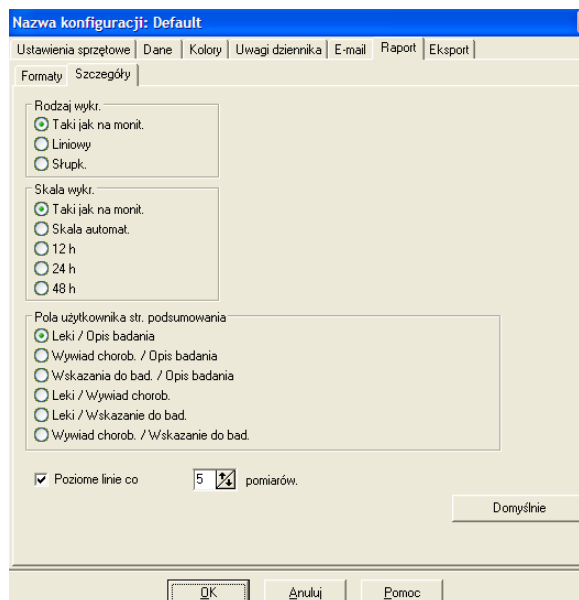 Nazwa konfiguracji: Default
Ustawienia sprzętowe Dane Kolory Uwagi dziennika E-mail Raport Eksport
Formaty Szczegóły
Rodzaj wykr.
Taki jak na monit.
Liniowy
Słupk.
Skala wykr.
Taki jak na monit.
Skala automat.
12 h
24 h
48 h
Pola użytkownika str. podsumowania
Leki / Opis badania
Wywiad chorob. / Opis badania
Wskazania do bad. / Opis badania
Leki / Wywiad chorob.
Leki / Wskazanie do bad.
Wywiad chorob. / Wskazanie do bad.
Poziome linie co 5 pomiarów.
Domyślnie
OK Anuluj Pomoc